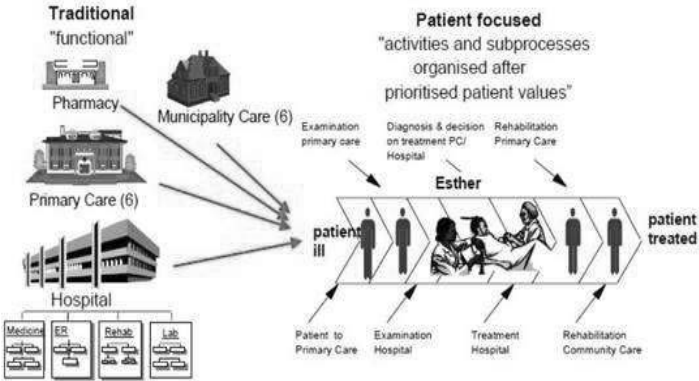 Traditional
"functional"
Pharmacy
Municipality Care (6)
Primary Care (6)
Hospital
Medicine
ER
Rehab
Lab
Patient focused
"activities and subprocesses
organised after
prioritised patient values"
Examination
primary care
Diagnosis & decision
on treatment PC/
Hospital
Rehabilitation
Primary Care
Esther
patient
ill
patient
treated
Patient to
Primary Care
Examination
Hospital
Treatment
Hospital
Rehabilitation
Community Care